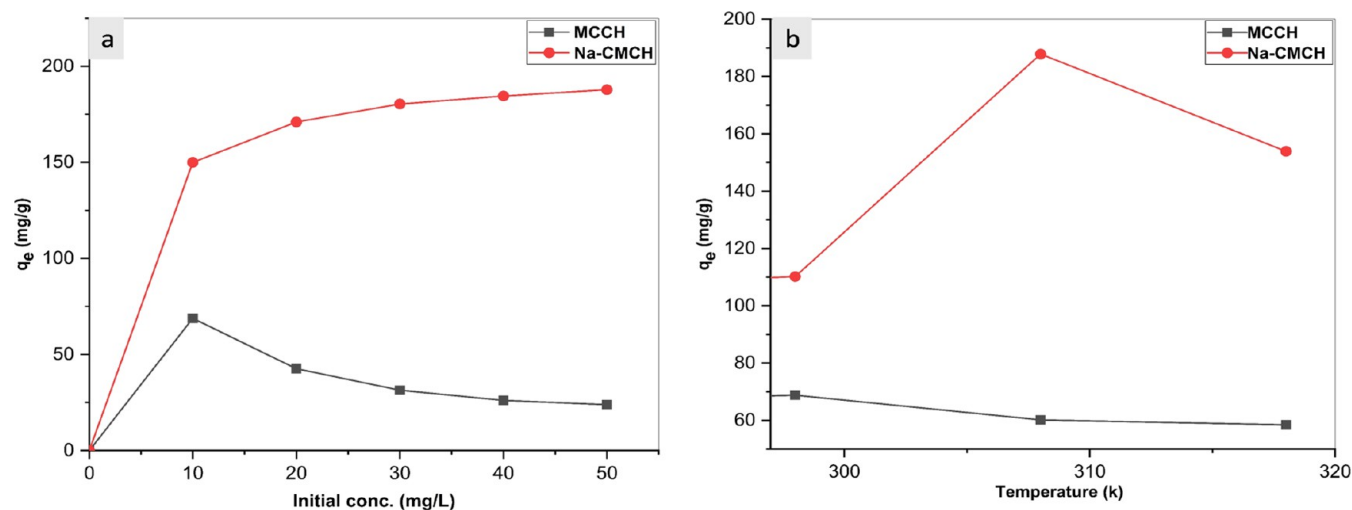 a
MCCH
Na-CMCH
200
150
100
50
0
qe (mg/g)
0 10 20 30 40 50
Initial conc. (mg/L)
b
MCCH
Na-CMCH
200
180
160
140
120
100
80
60
qe (mg/g)
300 310 320
Temperature (k)